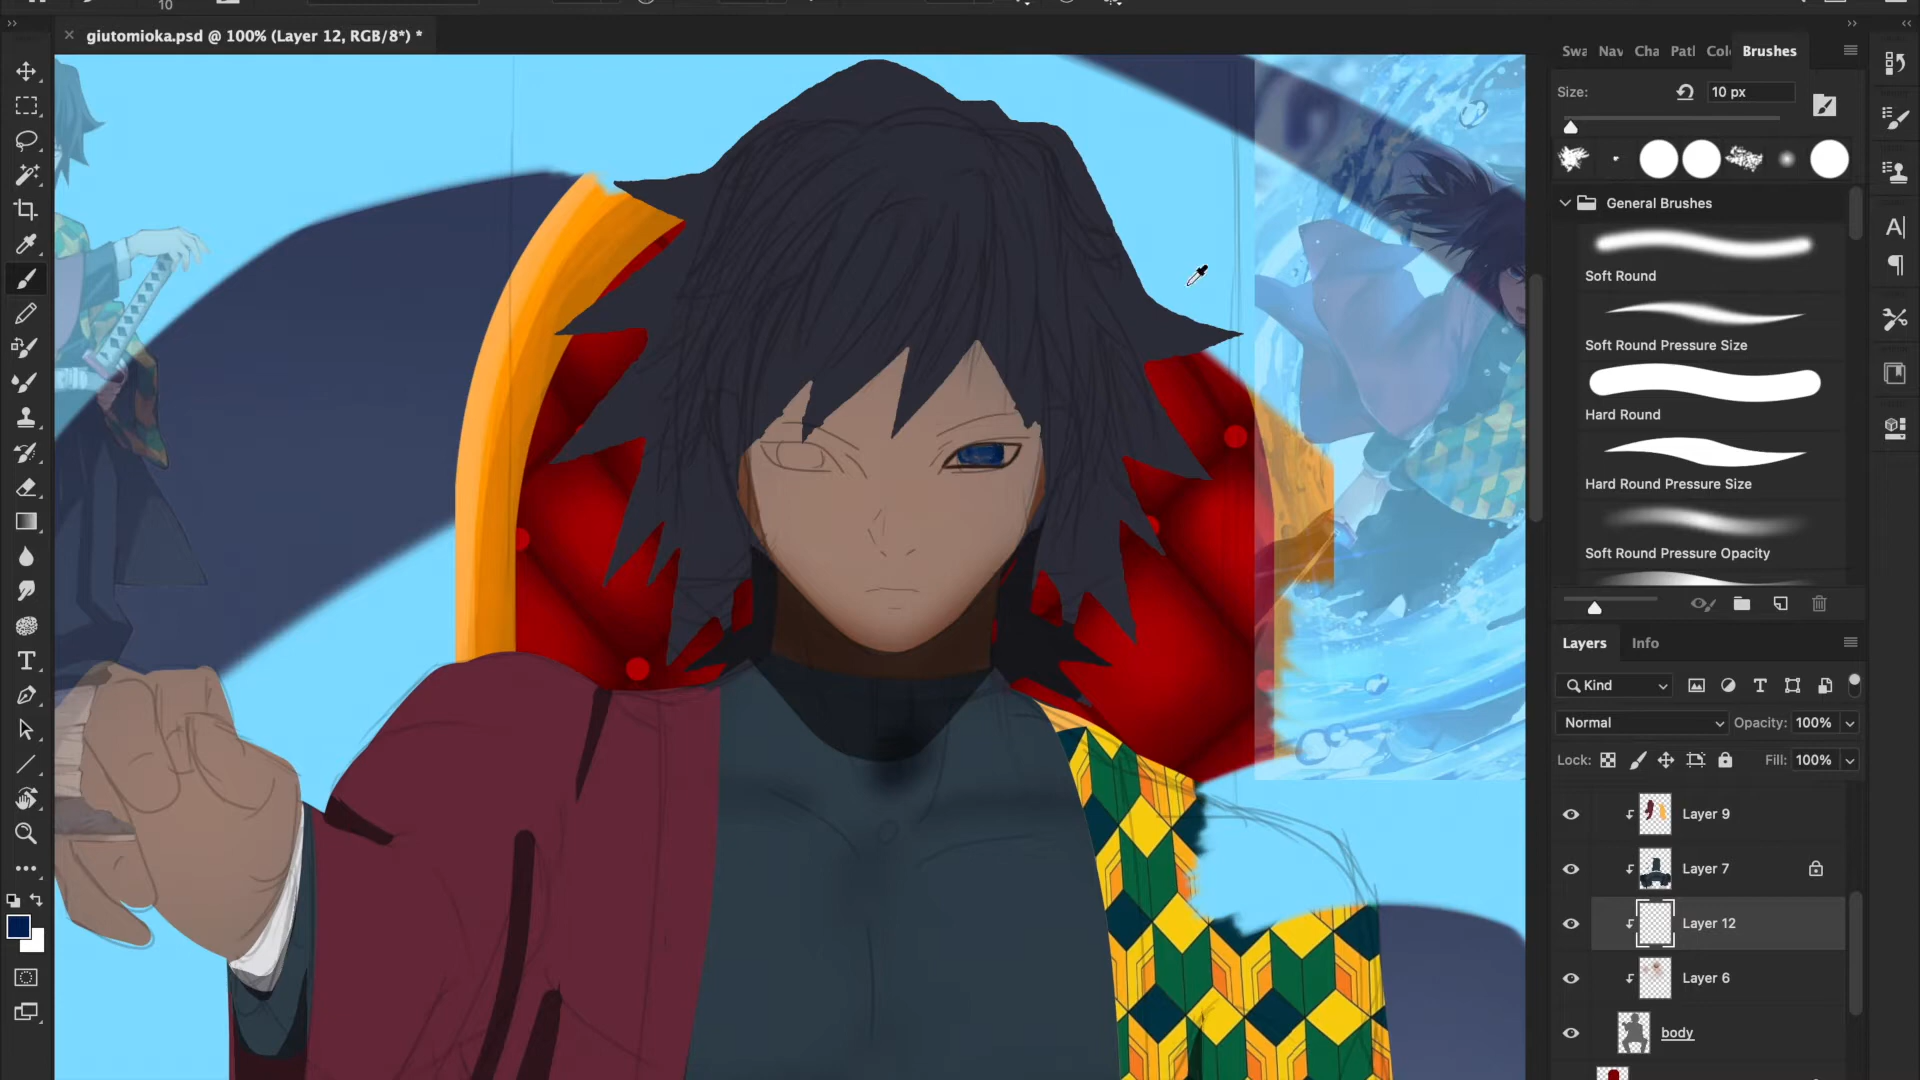 10
giutomioka.psd @ 100% (Layer 12, RGB/8*) *
Swa Nav Cha Patl Colo Brushes
Size: 10 px
General Brushes
Soft Round
Soft Round Pressure Size
Hard Round
Hard Round Pressure Size
Soft Round Pressure Opacity
Layers Info
Kind
Normal Opacity: 100%
Lock: Fill: 100%
Layer 9
Layer 7
Layer 12
Layer 6
body